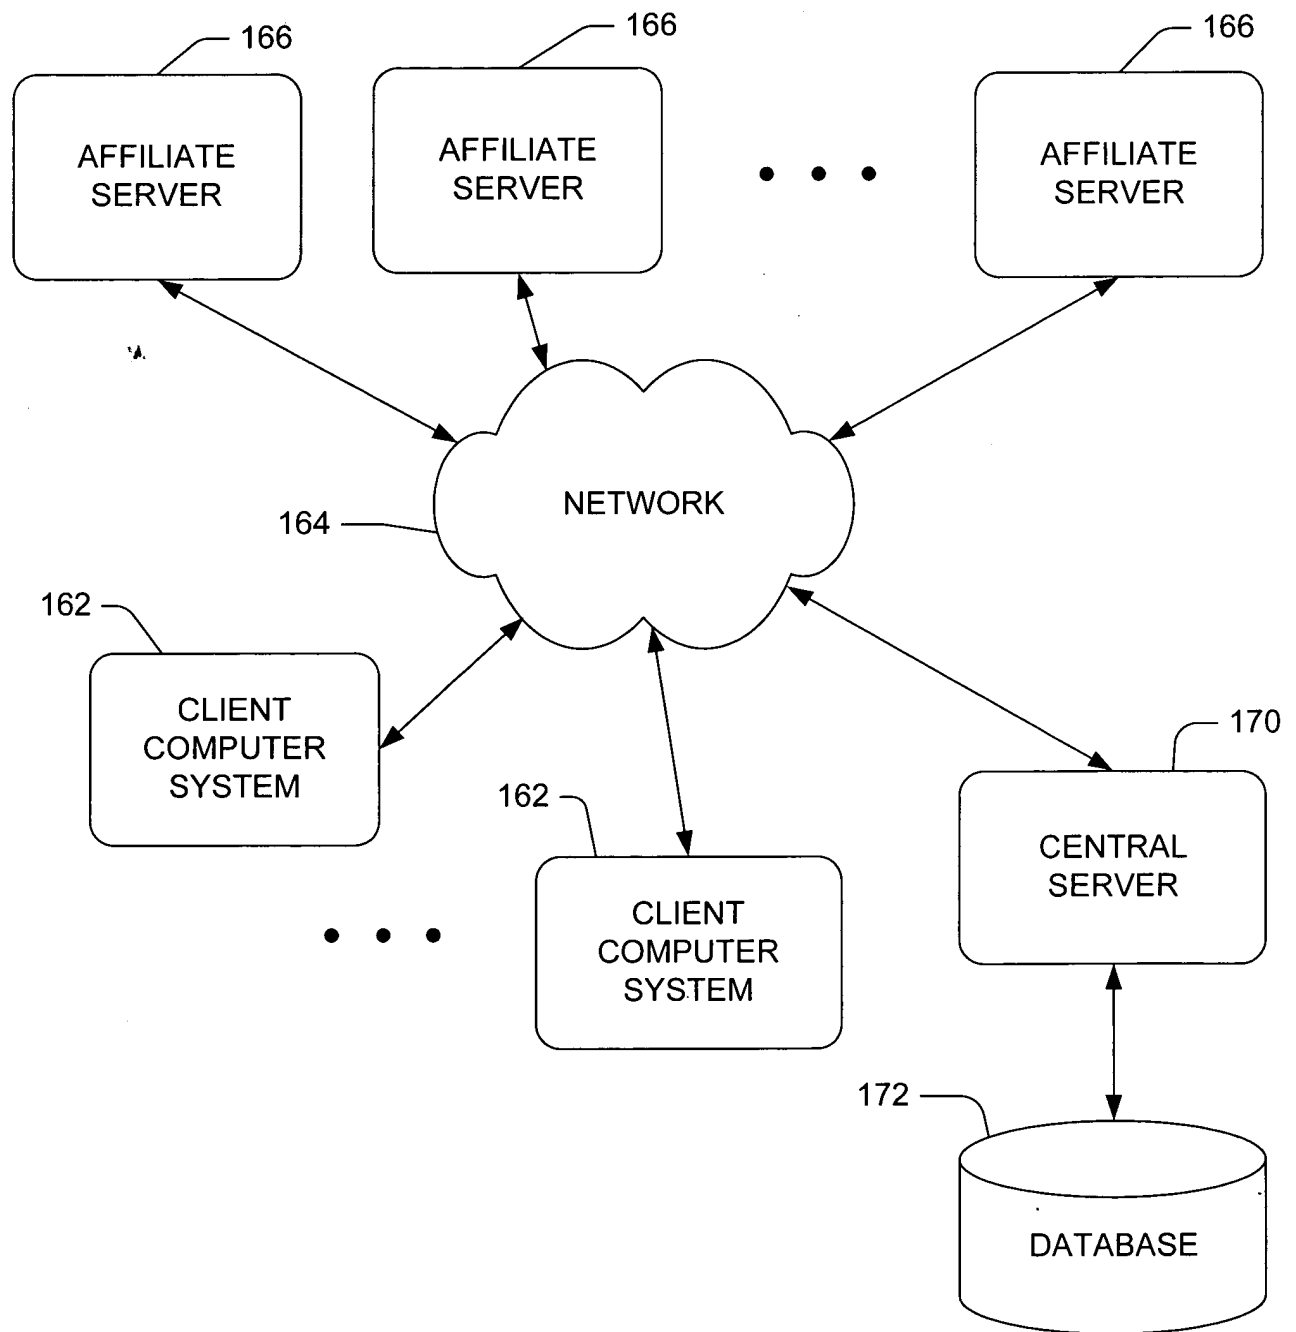 166
166
166
AFFILIATE
SERVER
AFFILIATE
SERVER
AFFILIATE
SERVER
NETWORK
164
162
CLIENT
COMPUTER
SYSTEM
170
162
CENTRAL
SERVER
CLIENT
COMPUTER
SYSTEM
172
DATABASE